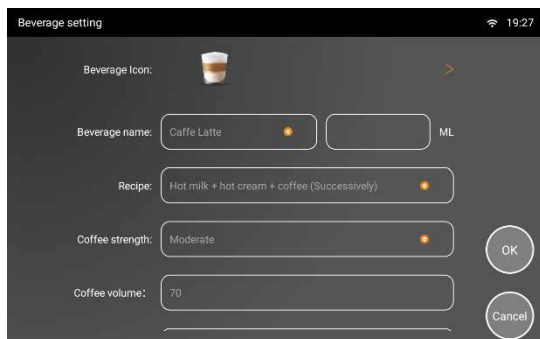 Beverage setting 19:27
Beverage Icon:
Beverage name: Caffe Latte ML
Recipe: Hot milk + hot cream + coffee (Successively)
Coffee strength: Moderate
OK
Coffee volume: 70
Cancel